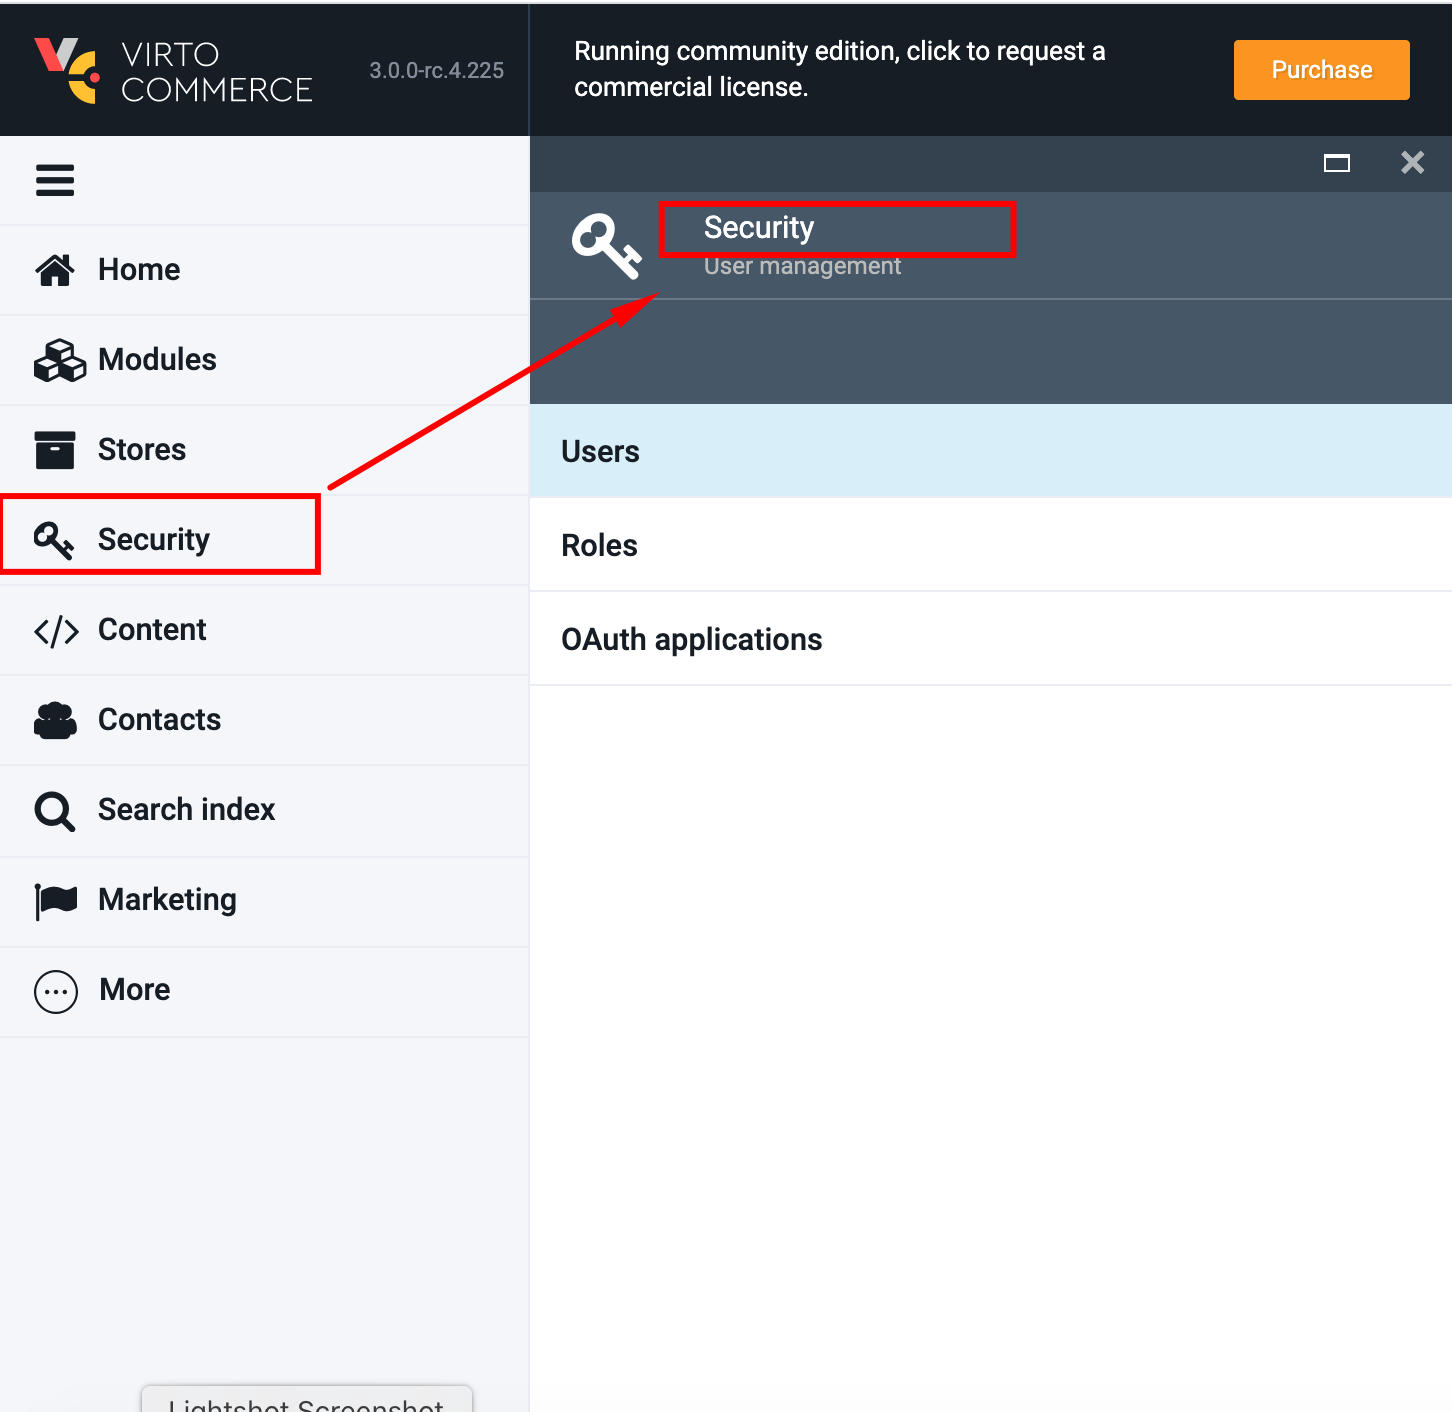 VIRTO
COMMERCE
3.0.0-rc.4.225
Running community edition, click to request a
commercial license.
Purchase
Home
Modules
Stores
Security
Content
Contacts
Search index
Marketing
More
Security
User management
Users
Roles
OAuth applications
Lightshot Screenshot